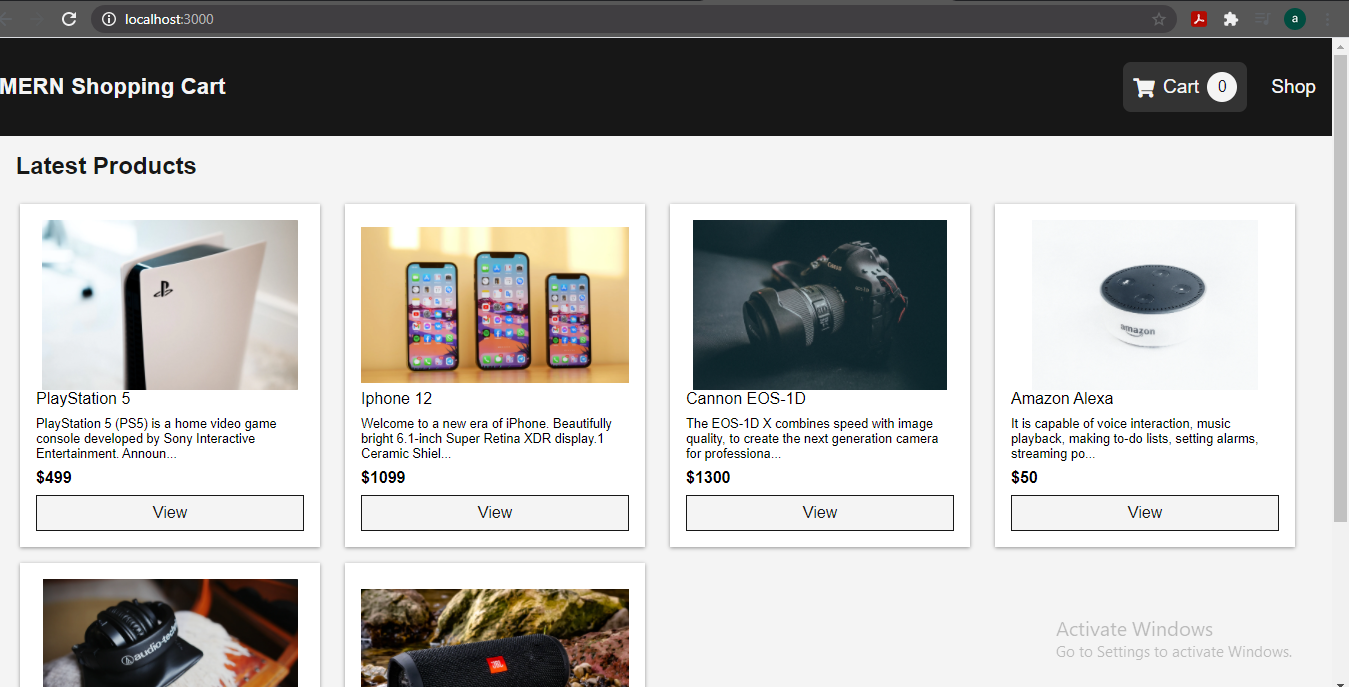 localhost:3000
a
MERN Shopping Cart
Cart 0
Shop
Latest Products
PlayStation 5
PlayStation 5 (PS5) is a home video game
console developed by Sony Interactive
Entertainment. Announ...
$499
View
Iphone 12
Welcome to a new era of iPhone. Beautifully
bright 6.1-inch Super Retina XDR display.1
Ceramic Shiel...
$1099
View
Canon
Cannon EOS-1D
The EOS-1D X combines speed with image
quality, to create the next generation camera
for professiona...
$1300
View
amazon
Amazon Alexa
It is capable of voice interaction, music
playback, making to-do lists, setting alarms,
streaming po...
$50
View
audio-tech
JBL
Activate Windows
Go to Settings to activate Windows.